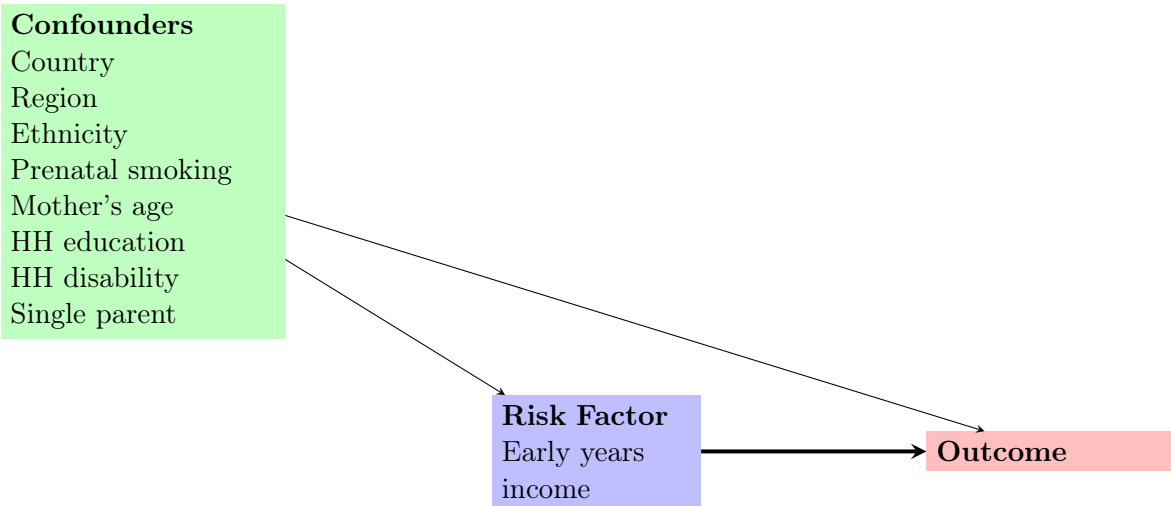 Confounders
Country
Region
Ethnicity
Prenatal smoking
Mother's age
HH education
HH disability
Single parent
Risk Factor
Early years
income
Outcome